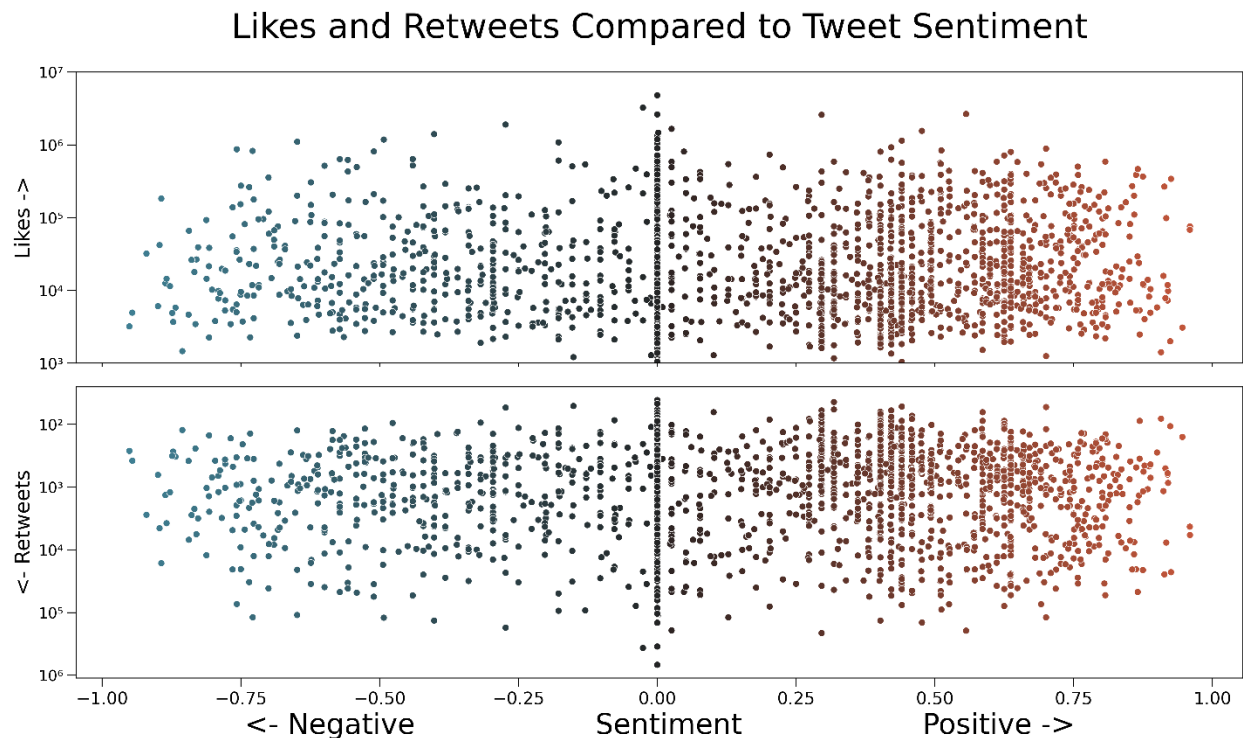 Likes and Retweets Compared to Tweet Sentiment
10⁷
10⁶
10⁵
10⁴
10³
Likes ->
10²
10³
10⁴
10⁵
10⁶
<- Retweets
−1.00 −0.75 −0.50 −0.25 0.00 0.25 0.50 0.75 1.00
<- Negative Sentiment Positive ->